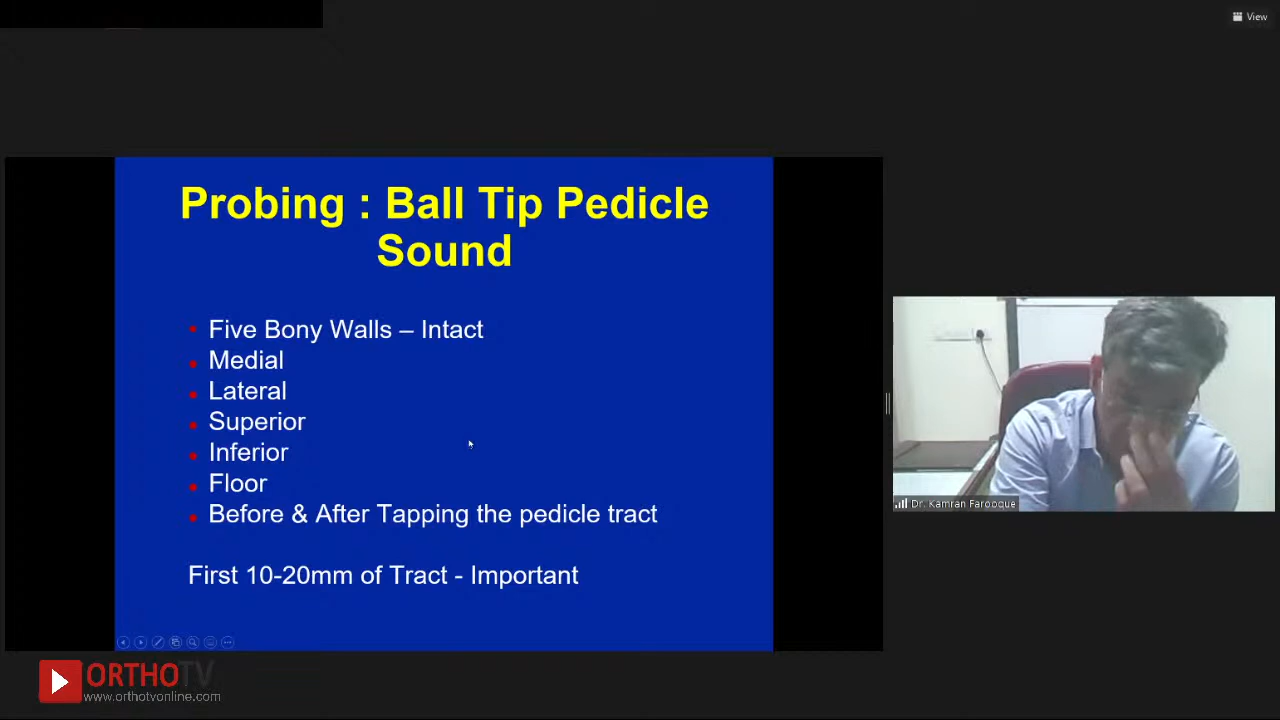 View
Probing : Ball Tip Pedicle
Sound
Five Bony Walls – Intact
Medial
Lateral
Superior
Inferior
Floor
Before & After Tapping the pedicle tract
First 10-20mm of Tract - Important
Dr. Kamran Farooque
ORTHOTV
www.orthotvonline.com